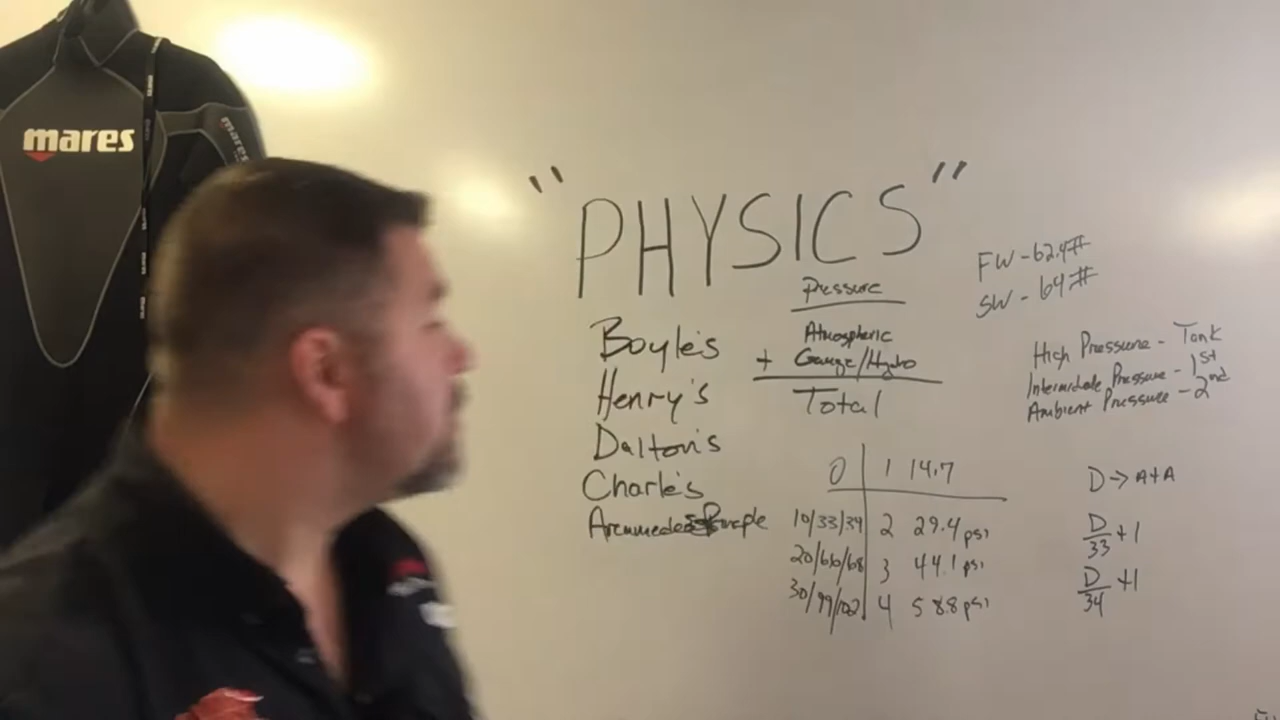 mares
mares
"PHYSICS"
FW - 62.4#
SW - 64#
Pressure
Atmospheric
+ Gauge/Hydro
Total
Boyle's
Henry's
Dalton's
Charle's
High Pressure - Tank
Intermidate Pressure - 1st
Ambient Pressure - 2nd
0 1 14.7
10/33/34 2 29.4 psi
20/66/68 3 44.1 psi
30/99/102 4 58.8 psi
D → ATA
D/33 + 1
D/34 + 1